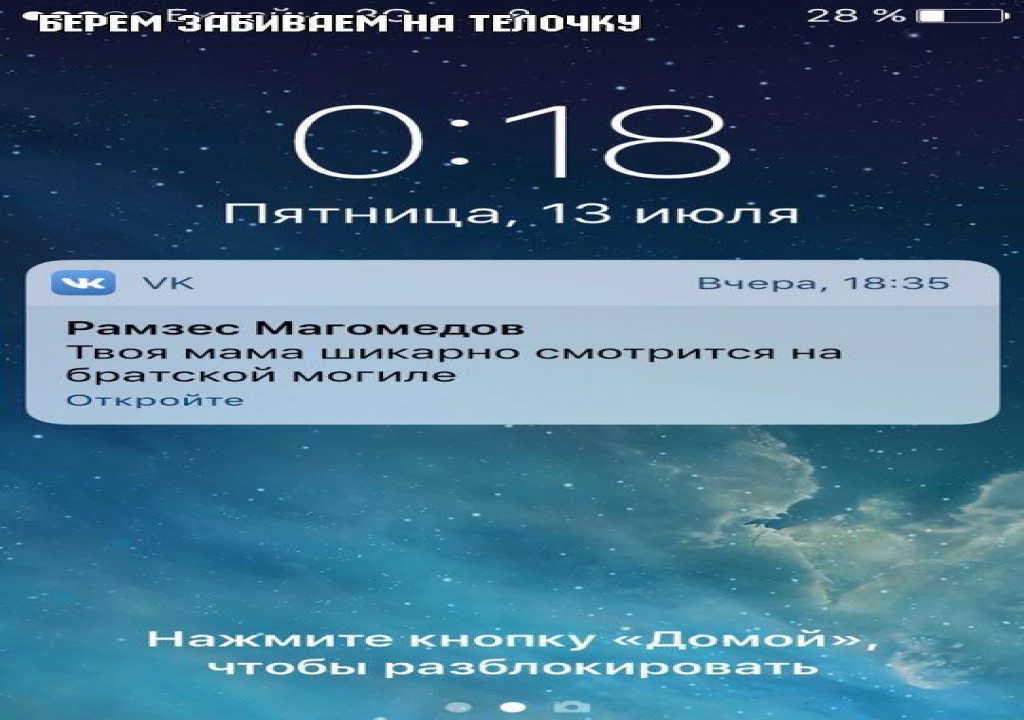 БЕРЕМ ЗАБИВАЕМ НА ТЕЛОЧКУ
28 %
0:18
Пятница, 13 июля
VK
Вчера, 18:35
Рамзес Магомедов
Твоя мама шикарно смотрится на
братской могиле
Откройте
Нажмите кнопку «Домой»,
чтобы разблокировать